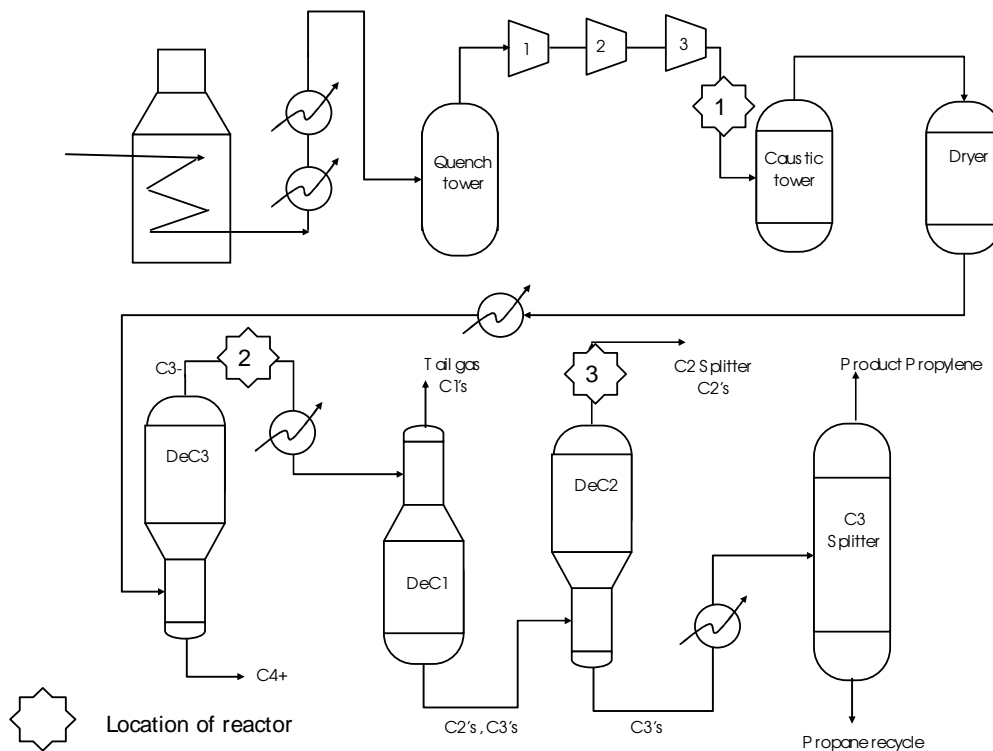 1
2
3
1
Quench
tower
Caustic
tower
Dryer
C3-
2
Tail gas
C1's
3
C2 Splitter
C2's
Product Propylene
DeC3
DeC2
C3
Splitter
DeC1
C4+
Location of reactor
C2's, C3's
C3's
Propane recycle